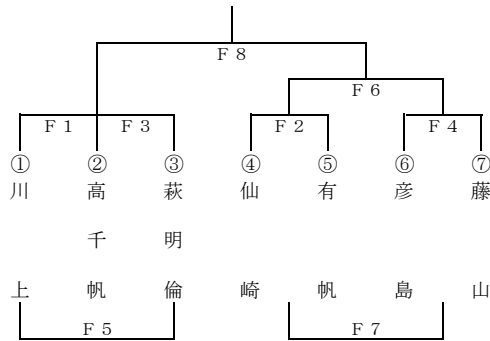 F 8
F 6
F 1 F 3 F 2 F 4
① ② ③ ④ ⑤ ⑥ ⑦
川上
高千帆
萩明倫
仙崎
有帆
彦島
藤山
F 5 F 7